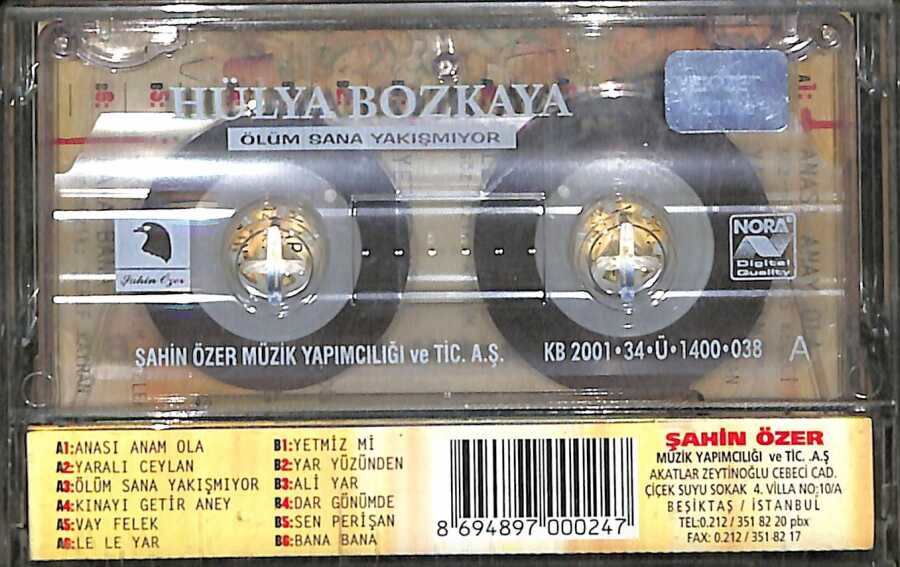 HÜLYA BOZKAYA
ÖLÜM SANA YAKIŞMIYOR
Şahin Özer
NORA
Digital
Quality
ŞAHİN ÖZER MÜZİK YAPIMCILIĞI ve TİC. A.Ş.
KB 2001·34·Ü·1400·038 A
A1:ANASI ANAM OLA
A2:YARALI CEYLAN
A3:ÖLÜM SANA YAKIŞMIYOR
A4:KINAYI GETİR ANEY
A5:VAY FELEK
A6:LE LE YAR
B1:YETMİZ Mİ
B2:YAR YÜZÜNDEN
B3:ALİ YAR
B4:DAR GÖNÜMDE
B5:SEN PERİŞAN
B6:BANA BANA
8 694897 000247
ŞAHİN ÖZER
MÜZİK YAPIMCILIĞI ve TİC. .A.Ş
AKATLAR ZEYTİNOĞLU CEBECİ CAD.
ÇİÇEK SUYU SOKAK 4. VİLLA NO;10/A
BEŞİKTAŞ / İSTANBUL
TEL:0.212 / 351 82 20 pbx
FAX: 0.212 / 351 82 17